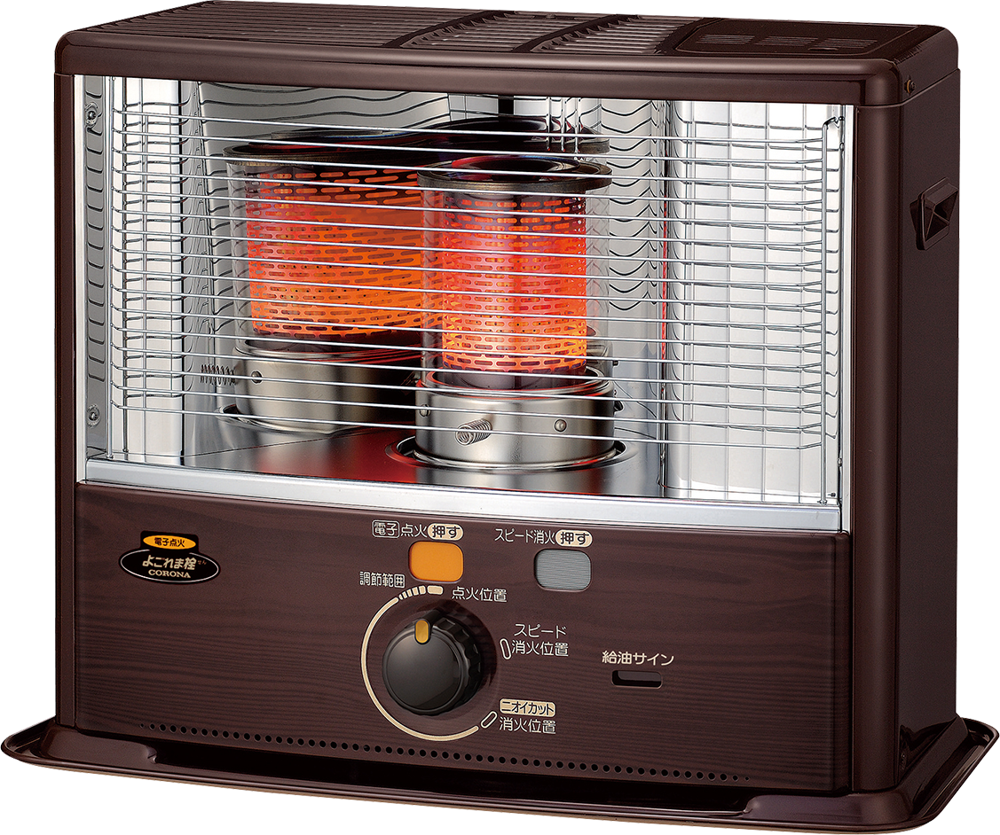 電子点火 押す
スピード消火 押す
電子点火
よごれま栓 せん
CORONA
調節範囲
点火位置
スピード
消火位置
給油サイン
ニオイカット
消火位置